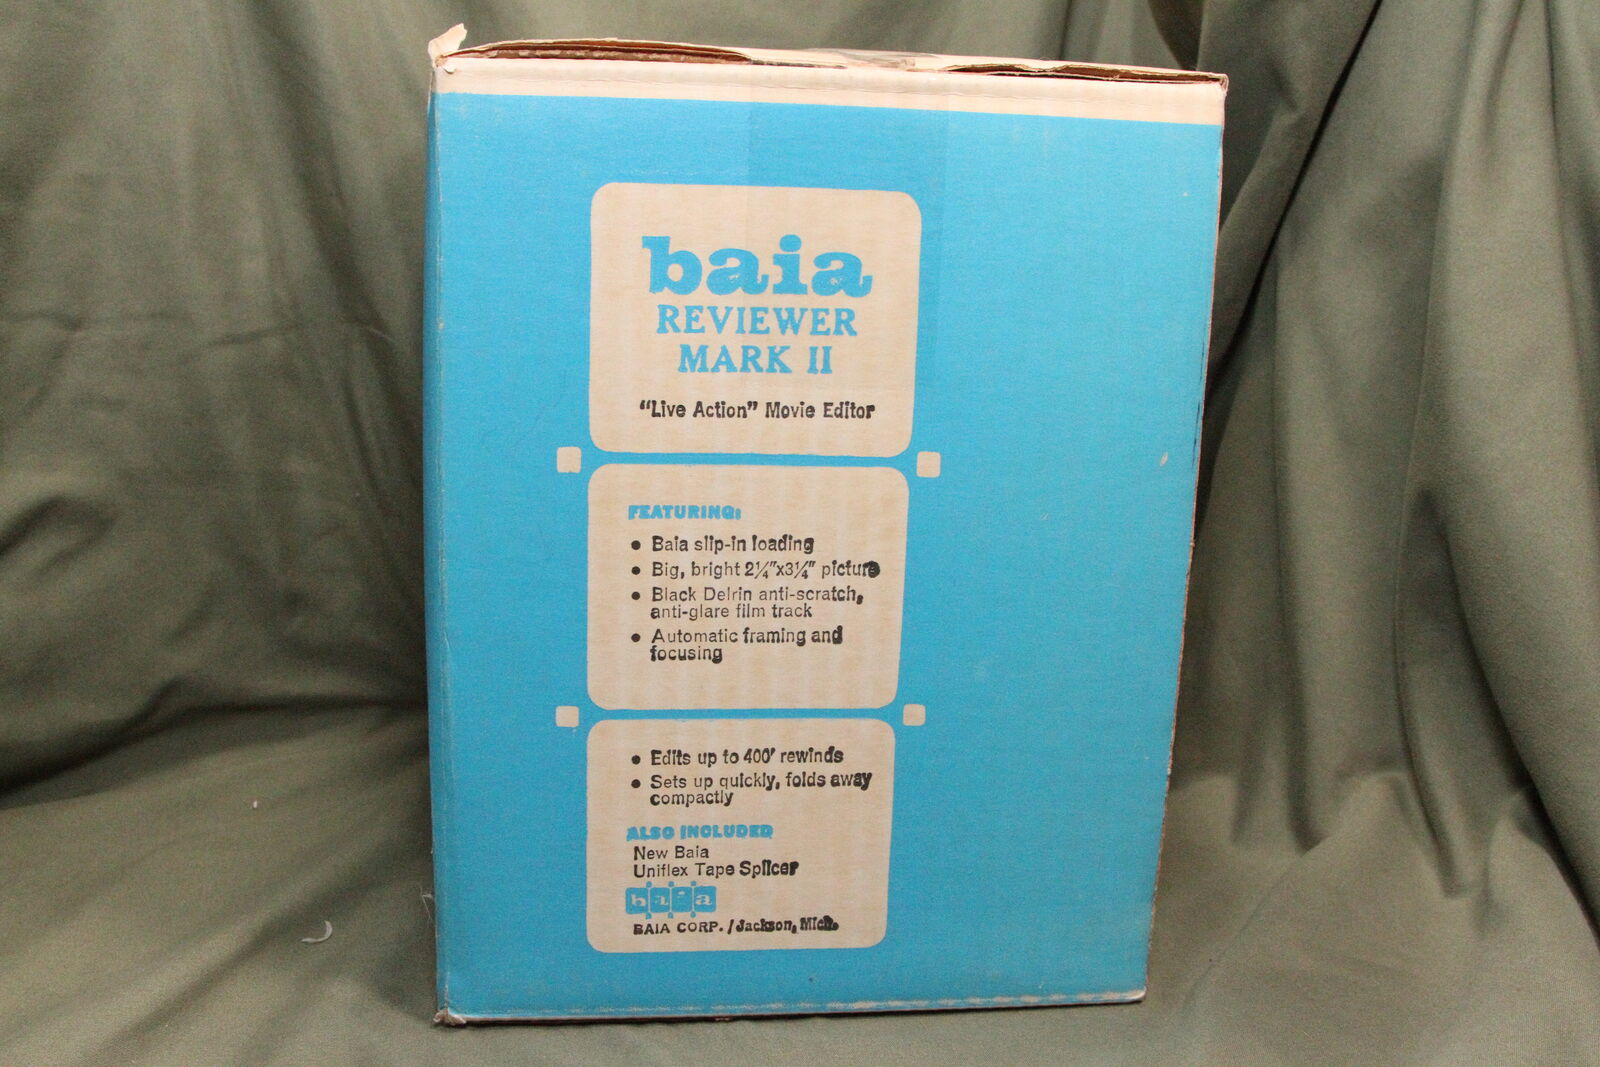 baia
REVIEWER
MARK II
“Live Action” Movie Editor
FEATURING:
• Baia slip-in loading
• Big, bright 2¼"x3¼" picture
• Black Delrin anti-scratch,
anti-glare film track
• Automatic framing and
focusing
• Edits up to 400' rewinds
• Sets up quickly, folds away
compactly
ALSO INCLUDED
New Baia
Uniflex Tape Splicer
baia
BAIA CORP. / Jackson, Mich.